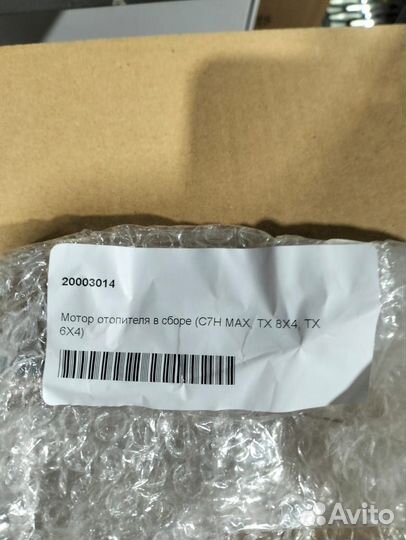 20003014
Мотор отопителя в сборе (C7H MAX, TX 8X4, TX
6X4)
Avito